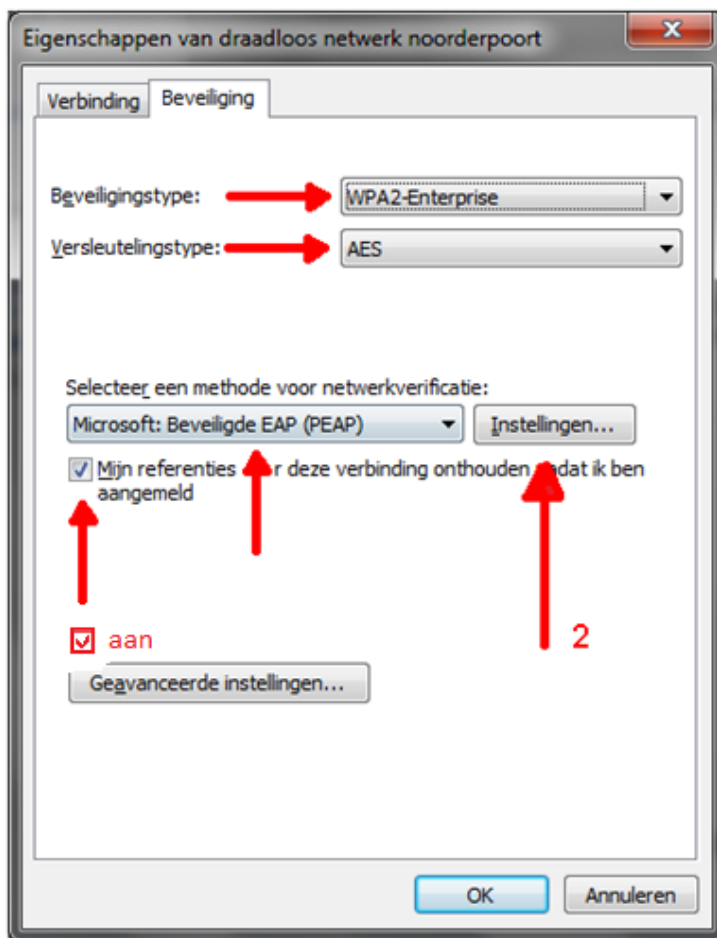 Eigenschappen van draadloos netwerk noorderpoort
Verbinding
Beveiliging
Beveiligingstype:
WPA2-Enterprise
Versleutelingstype:
AES
Selecteer een methode voor netwerkverificatie:
Microsoft: Beveiligde EAP (PEAP)
Instellingen...
Mijn referenties r deze verbinding onthouden adat ik ben
aangemeld
aan
2
Geavanceerde instellingen...
OK
Annuleren